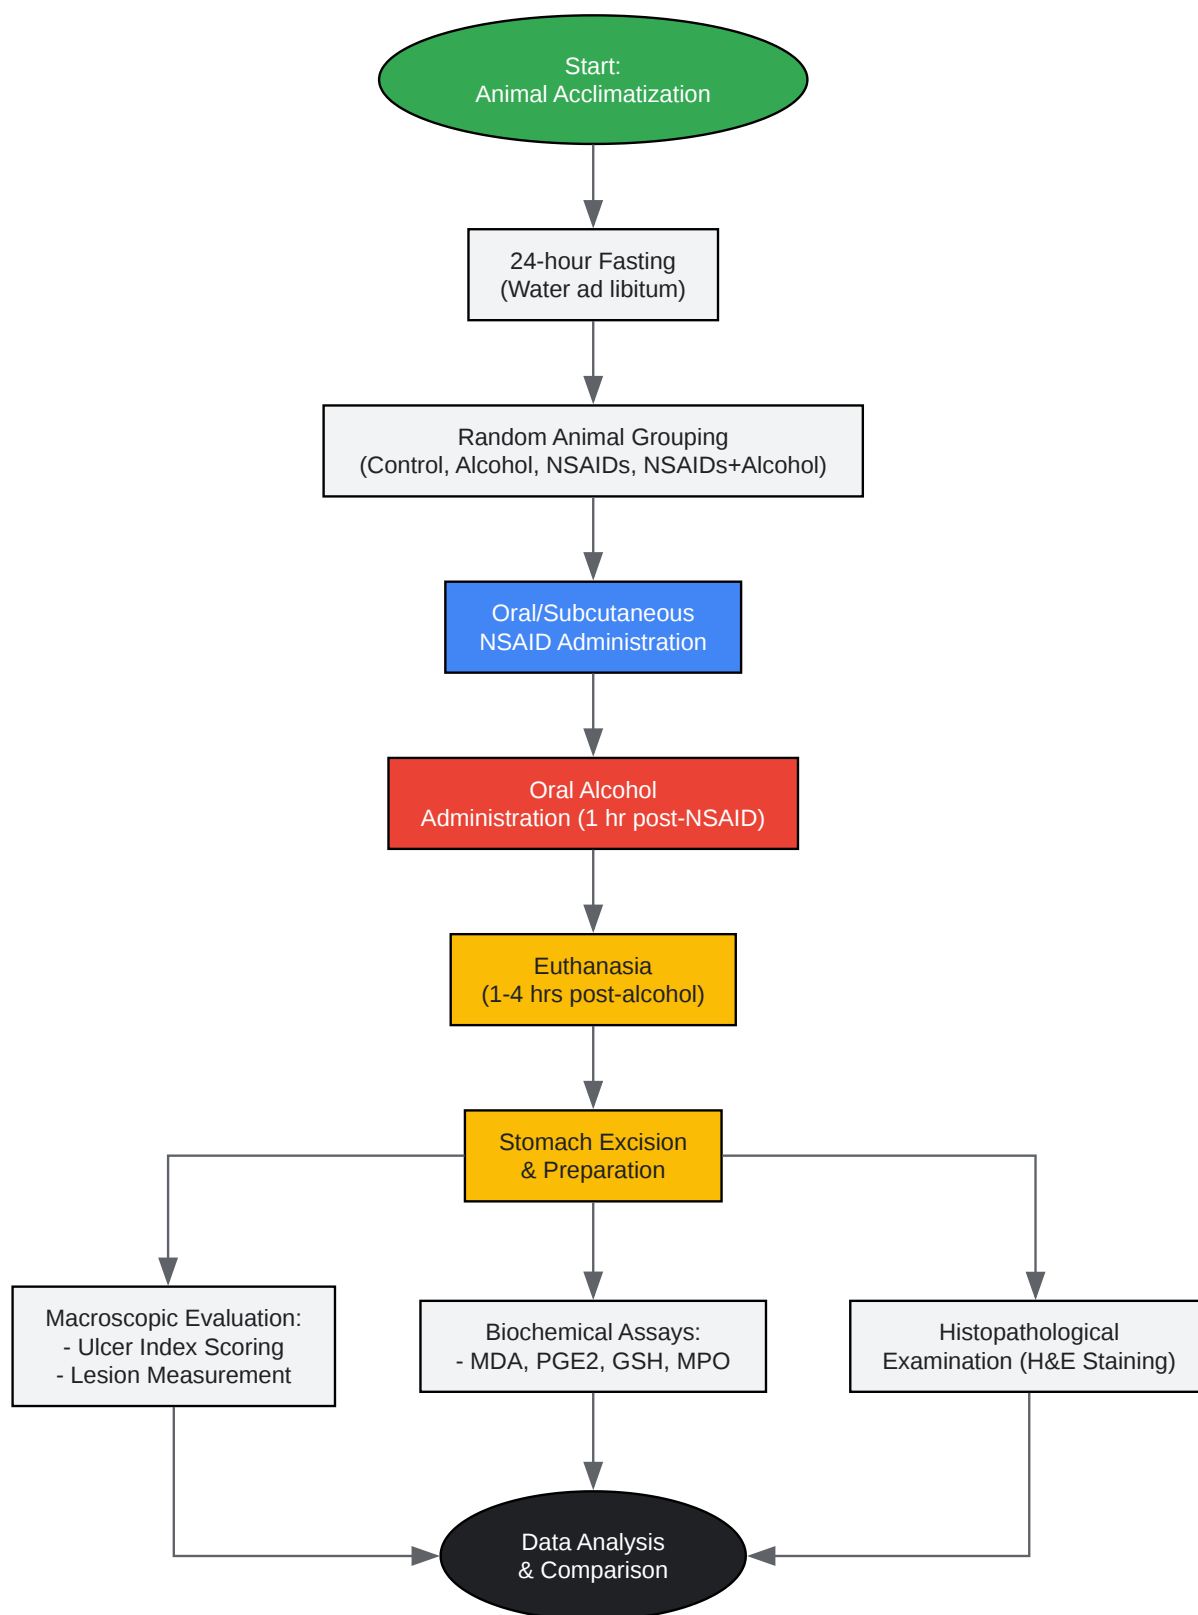 Start:
Animal Acclimatization
24-hour Fasting
(Water ad libitum)
Random Animal Grouping
(Control, Alcohol, NSAIDs, NSAIDs+Alcohol)
Oral/Subcutaneous
NSAID Administration
Oral Alcohol
Administration (1 hr post-NSAID)
Euthanasia
(1-4 hrs post-alcohol)
Stomach Excision
& Preparation
Macroscopic Evaluation:
- Ulcer Index Scoring
- Lesion Measurement
Biochemical Assays:
- MDA, PGE2, GSH, MPO
Histopathological
Examination (H&E Staining)
Data Analysis
& Comparison